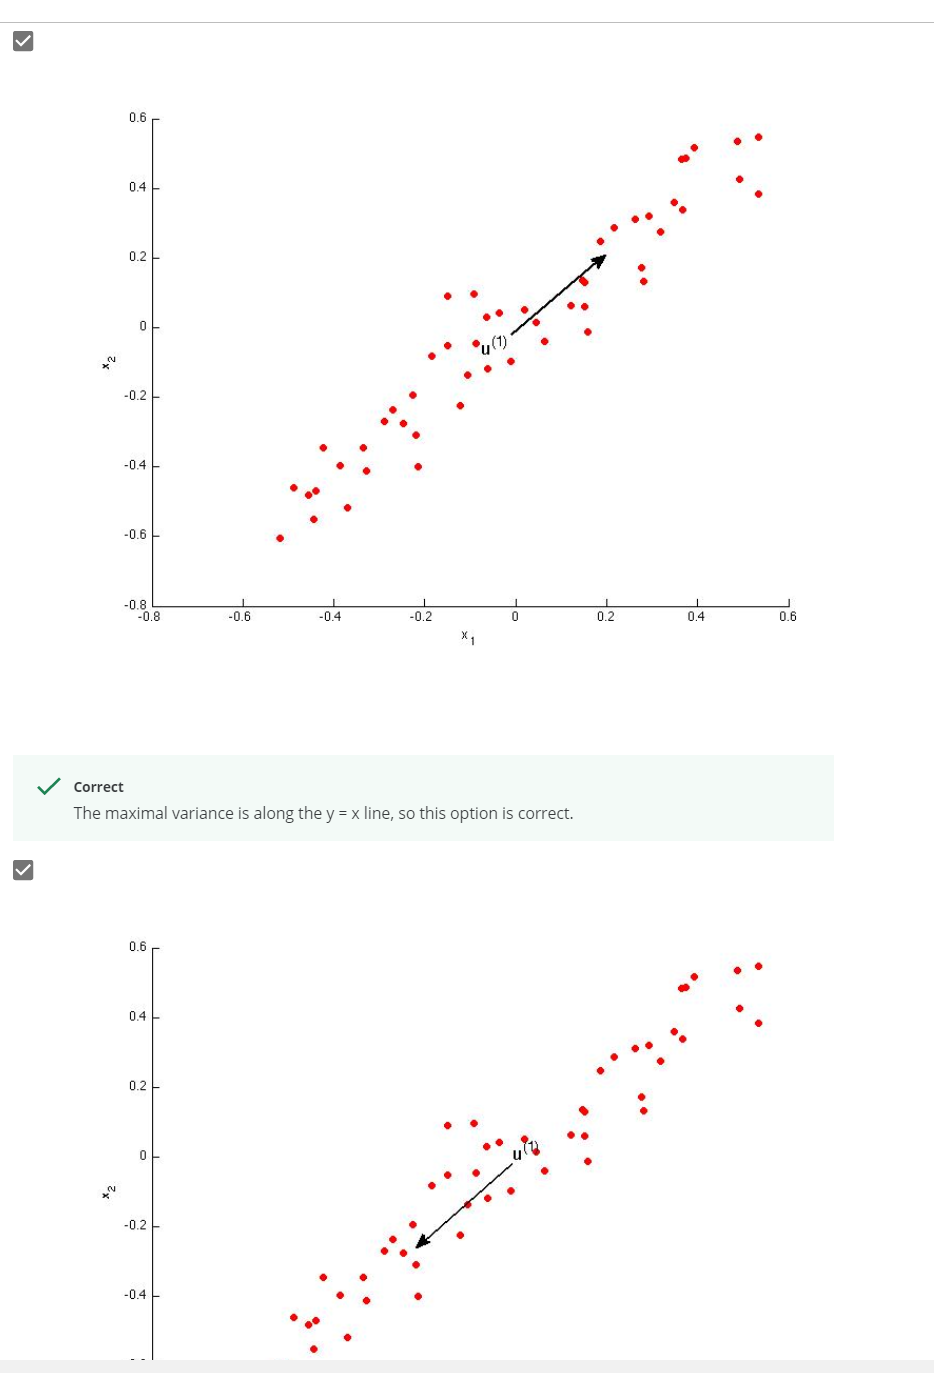 0.6
0.4
0.2
0
u(1)
x2
-0.2
-0.4
-0.6
-0.8
-0.8 -0.6 -0.4 -0.2 0 0.2 0.4 0.6
x1
Correct
The maximal variance is along the y = x line, so this option is correct.
0.6
0.4
0.2
0
u(1)
x2
-0.2
-0.4